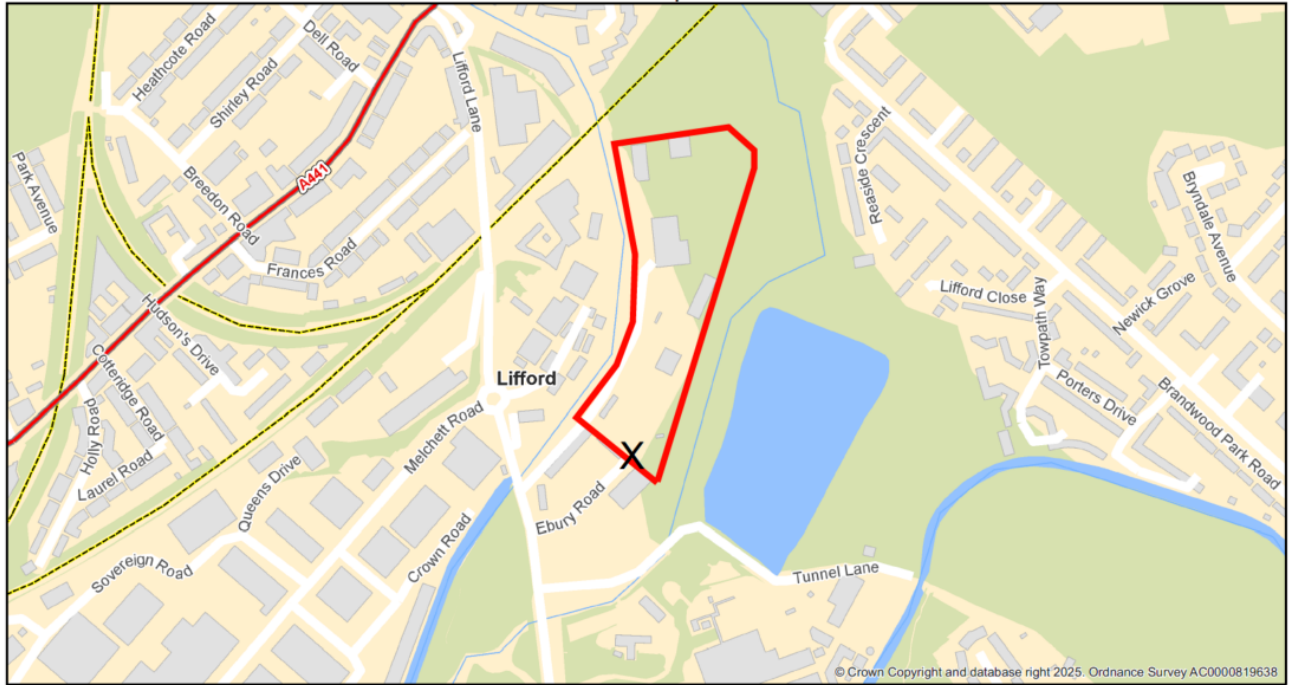 Heathcote Road
Dell Road
Shirley Road
Lifford Lane
Park Avenue
A441
Breedon Road
Frances Road
Reaside Crescent
Bryndale Avenue
Hudson's Drive
Cotteridge Road
Lifford Close
Towpath Way
Newick Grove
Lifford
Holly Road
Laurel Road
Queens Drive
Melchett Road
Porters Drive
Brandwood Park Road
X
Ebury Road
Sovereign Road
Crown Road
Tunnel Lane
© Crown Copyright and database right 2025. Ordnance Survey AC0000819638